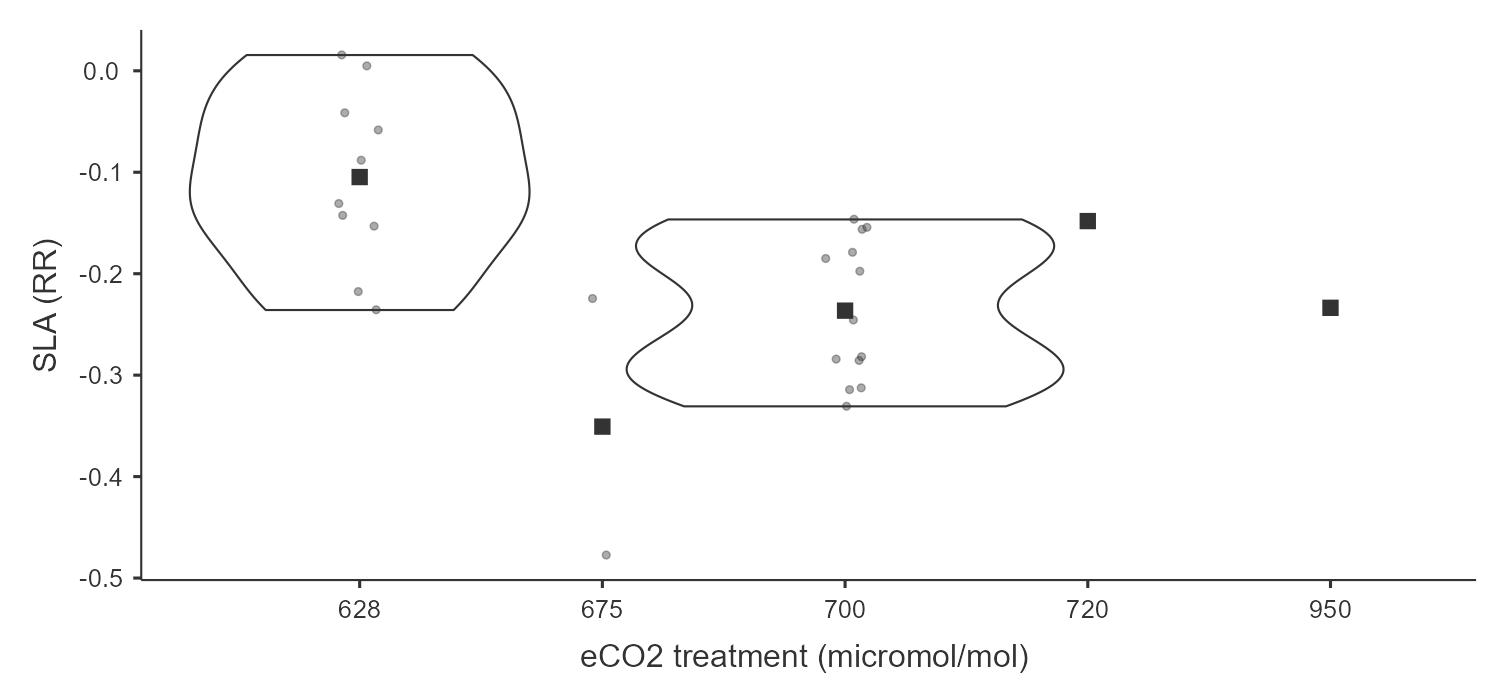 SLA (RR)
0.0
-0.1
-0.2
-0.3
-0.4
-0.5
628 675 700 720 950
eCO2 treatment (micromol/mol)